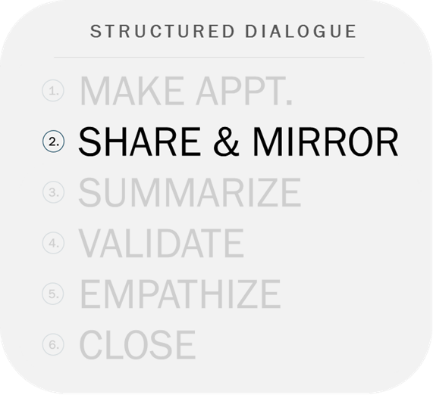 STRUCTURED DIALOGUE
1. MAKE APPT.
2. SHARE & MIRROR
3. SUMMARIZE
4. VALIDATE
5. EMPATHIZE
6. CLOSE